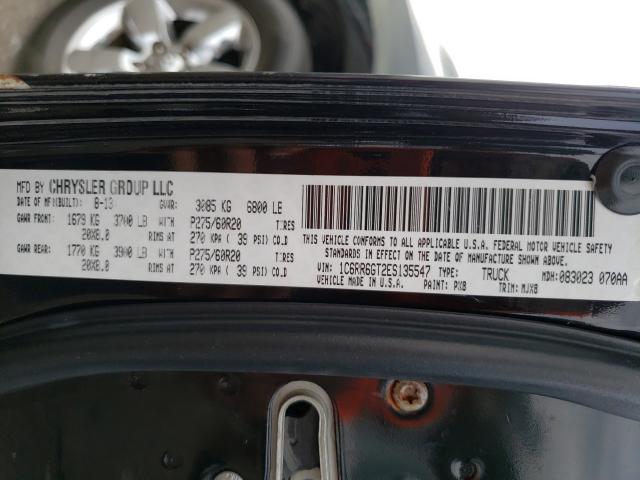 MFD BY CHRYSLER GROUP LLC
DATE OF MF(BUILT): 8-13 GVWR: 3085 KG 6800 LB
GAWR FRONT: 1679 KG 3700 LB WITH P275/60R20 TIRES
20X8.0 RIMS AT 270 KPA ( 39 PSI) COLD
GAWR REAR: 1770 KG 3900 LB WITH P275/60R20 TIRES
20X8.0 RIMS AT 270 KPA ( 39 PSI) COLD
THIS VEHICLE CONFORMS TO ALL APPLICABLE U.S.A. FEDERAL MOTOR VEHICLE SAFETY
STANDARDS IN EFFECT ON THE DATE OF MANUFACTURE SHOWN ABOVE.
VIN: 1C6RR6GT2ES135547 TYPE: TRUCK MDH: 083023 070AA
VEHICLE MADE IN U.S.A. PAINT: PX8 TRIM: MJX8